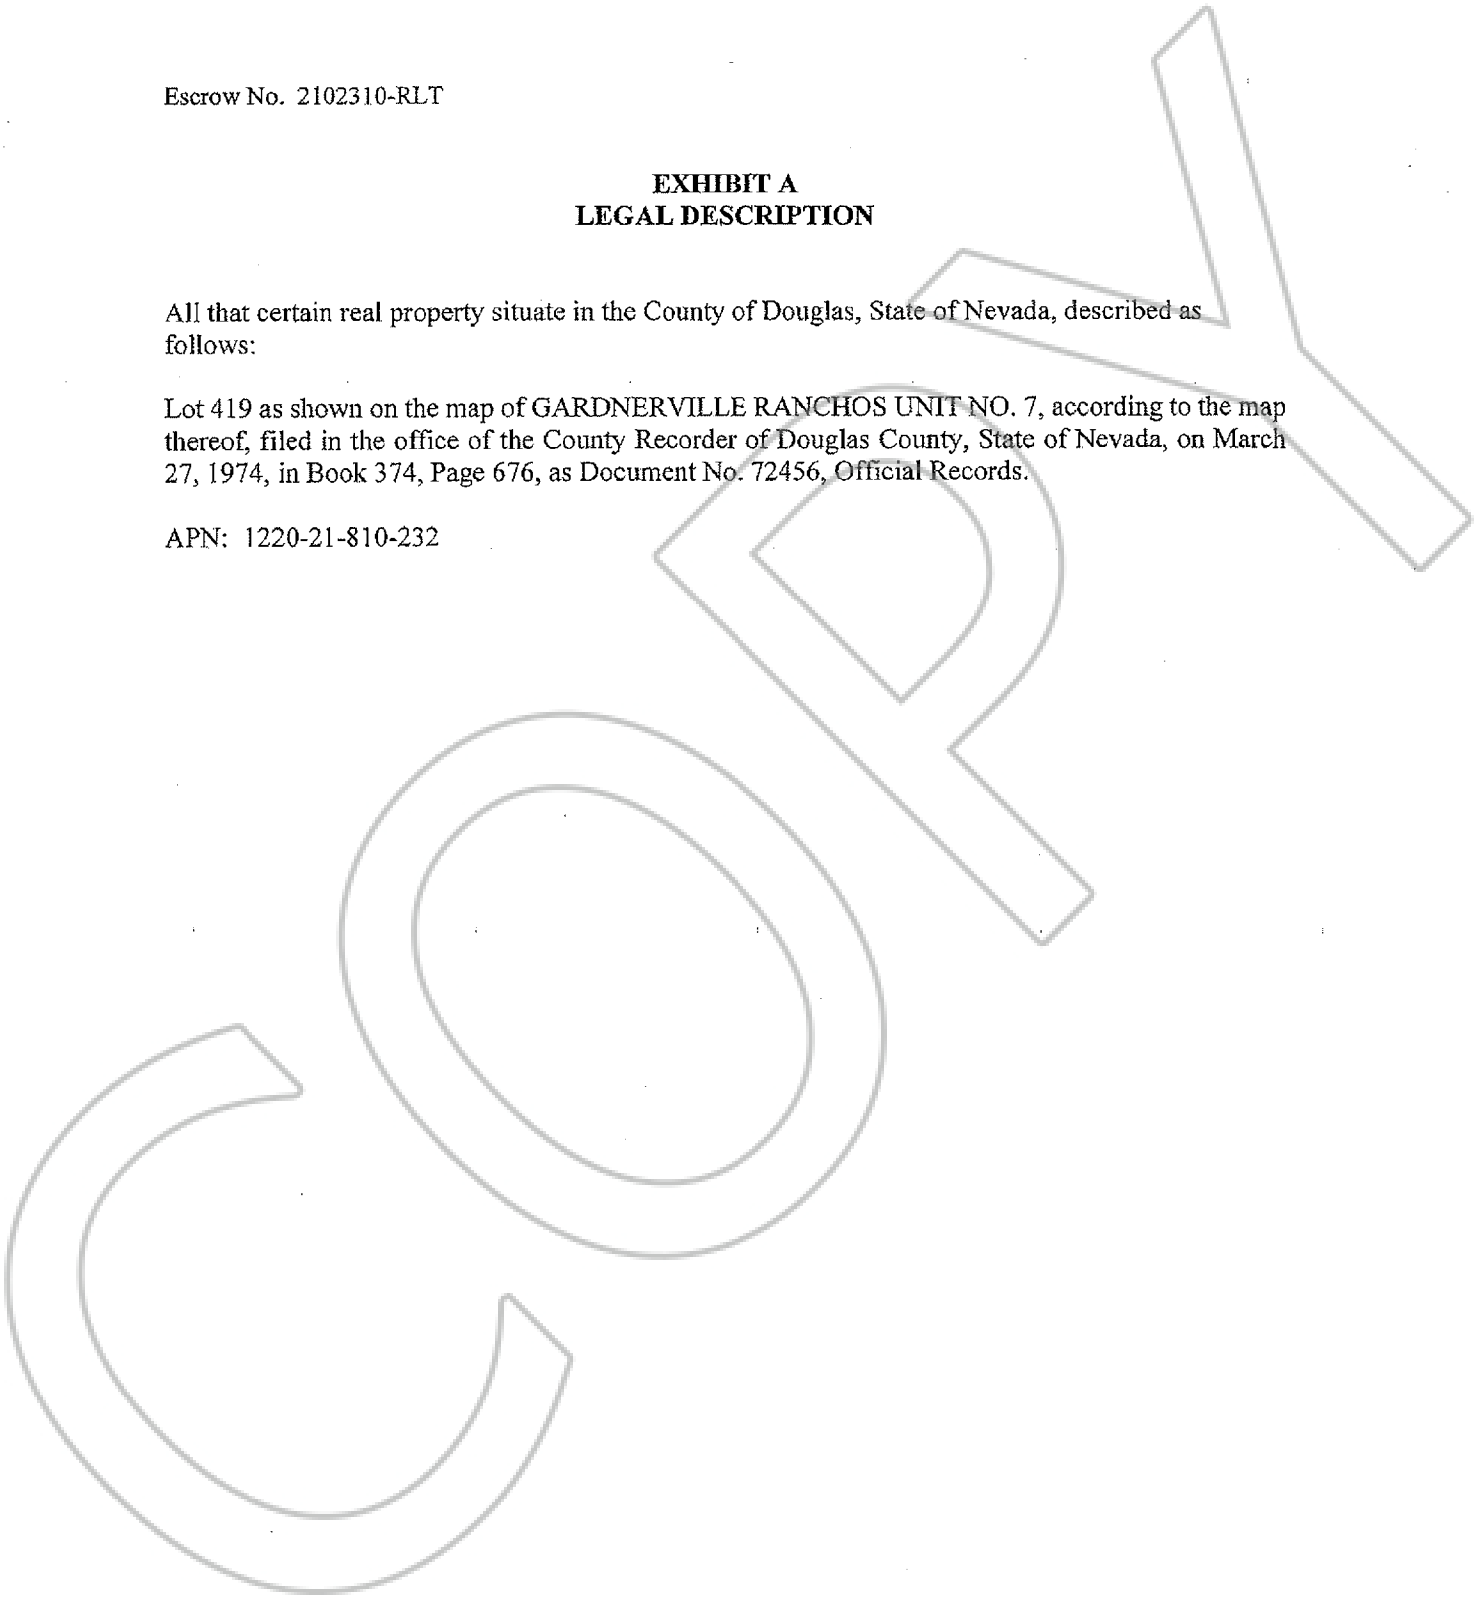 Escrow No. 2102310-RLT
EXHIBIT A
LEGAL DESCRIPTION
All that certain real property situate in the County of Douglas, State of Nevada, described as
follows:
Lot 419 as shown on the map of GARDNERVILLE RANCHOS UNIT NO. 7, according to the map
thereof, filed in the office of the County Recorder of Douglas County, State of Nevada, on March
27, 1974, in Book 374, Page 676, as Document No. 72456, Official Records.
APN: 1220-21-810-232
COPY